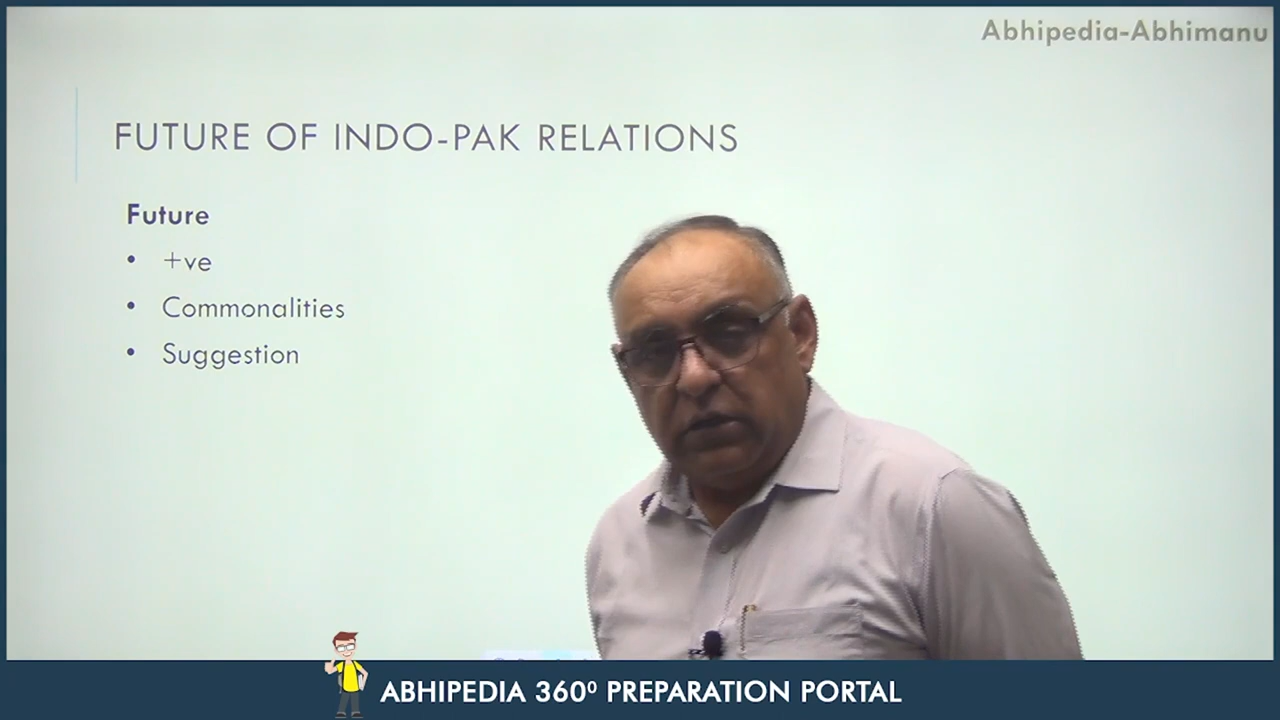 Abhipedia-Abhimanu
FUTURE OF INDO-PAK RELATIONS
Future
• +ve
• Commonalities
• Suggestion
ABHIPEDIA 360⁰ PREPARATION PORTAL